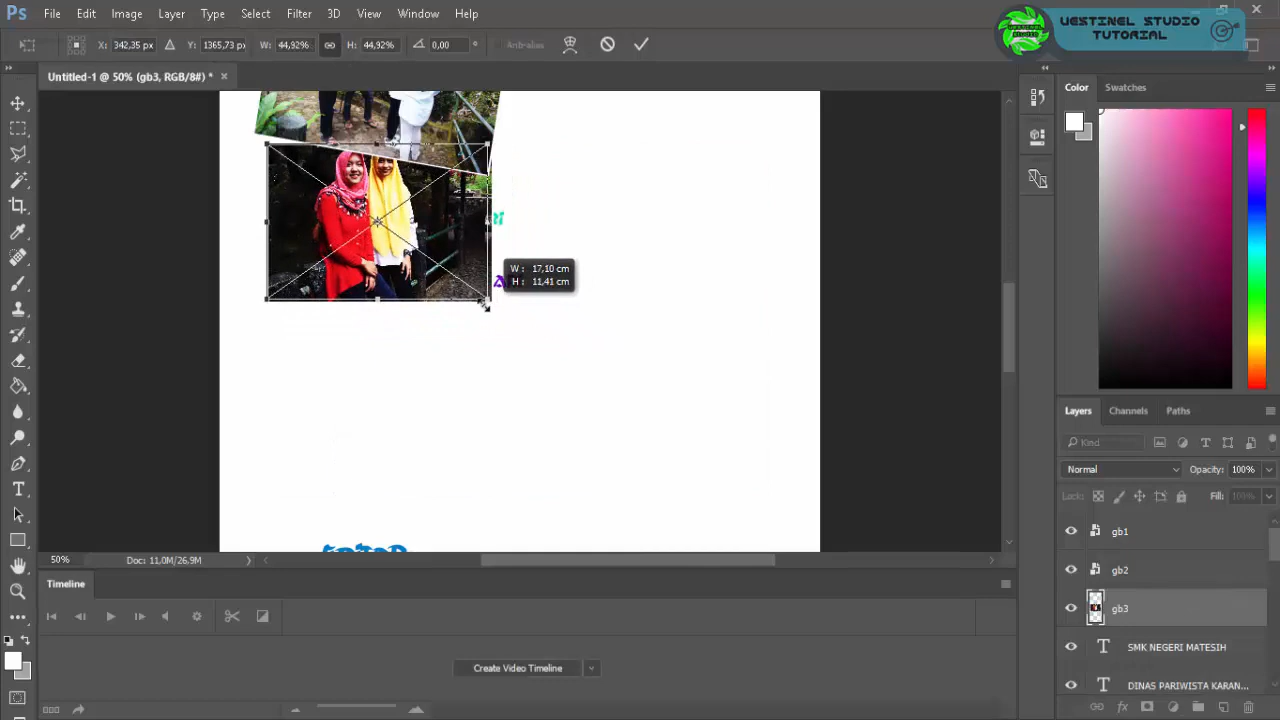 Ps File Edit Image Layer Type Select Filter 3D View Window Help
VESTINEL STUDIO
TUTORIAL
X: 342,35 px Y: 1365,73 px W: 44,92% H: 44,92% 0,00 ° Anti-alias
Untitled-1 @ 50% (gb3, RGB/8#) * ×
Color Swatches
W : 17,10 cm
H : 11,41 cm
Layers Channels Paths
Kind
Normal Opacity: 100%
Lock: Fill: 100%
gb1
gb2
gb3
SMK NEGERI MATESIH
DINAS PARIWISTA KARAN...
50% Doc: 11.0M/26.9M
Timeline
Create Video Timeline